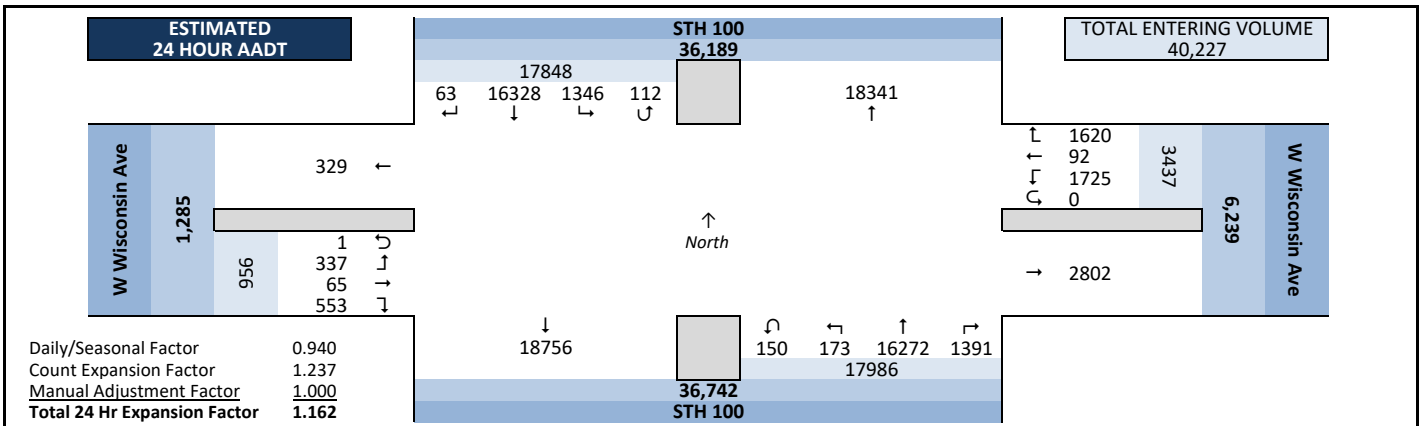 ESTIMATED
24 HOUR AADT
STH 100
36,189
TOTAL ENTERING VOLUME
40,227
17848
63 16328 1346 112
↵ ↓ ↳ ↺
18341
↑
W Wisconsin Ave
1,285
329 ←
956
1 ⮌
337 ↑
65 →
553 ↴
↑
North
↑ 1620
← 92
↓ 1725
⮎ 0
3437
6,239
W Wisconsin Ave
→ 2802
↓
18756
↶ ↰ ↑ ↱
150 173 16272 1391
17986
36,742
STH 100
Daily/Seasonal Factor 0.940
Count Expansion Factor 1.237
Manual Adjustment Factor 1.000
Total 24 Hr Expansion Factor 1.162